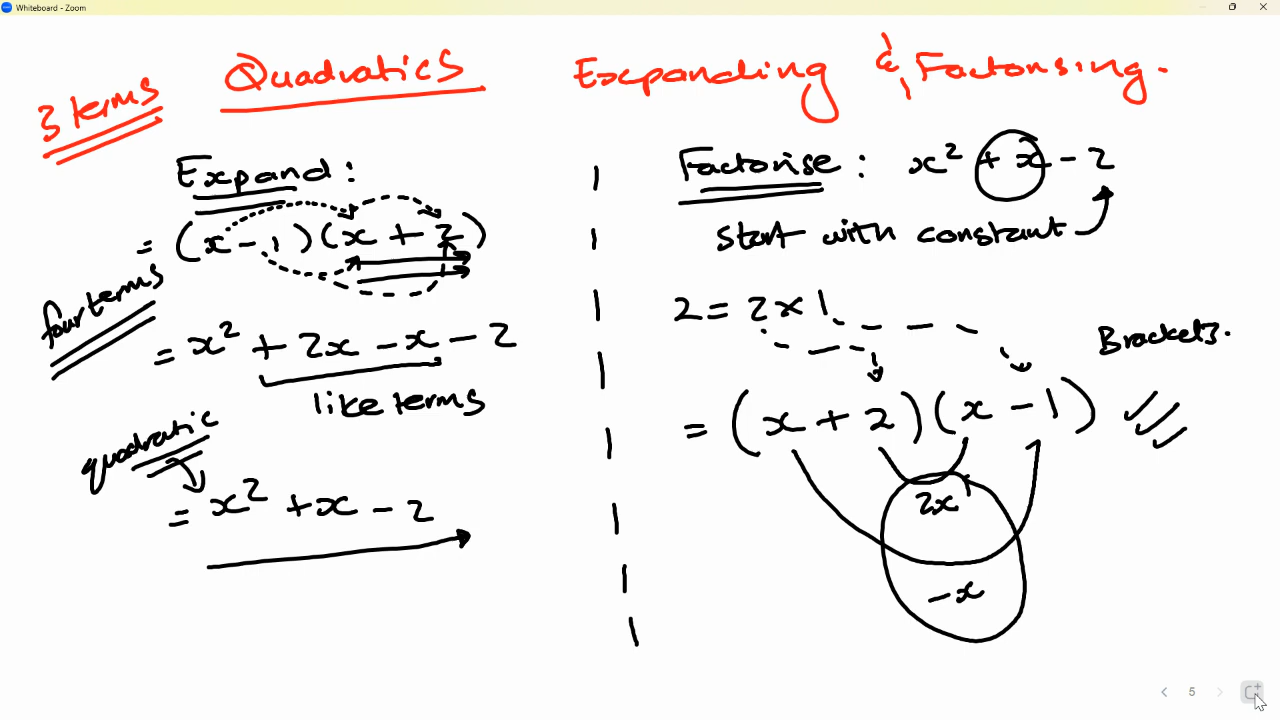 Whiteboard - Zoom
3 terms
Quadratics Expanding & Factorising.
Expand:
= (x - 1)(x + 2)
four terms
= x² + 2x - x - 2
like terms
quadratic
= x² + x - 2
Factorise: x² + x - 2
start with constant
2 = 2 x 1
Brackets.
= (x + 2)(x - 1)
2x
-x
5